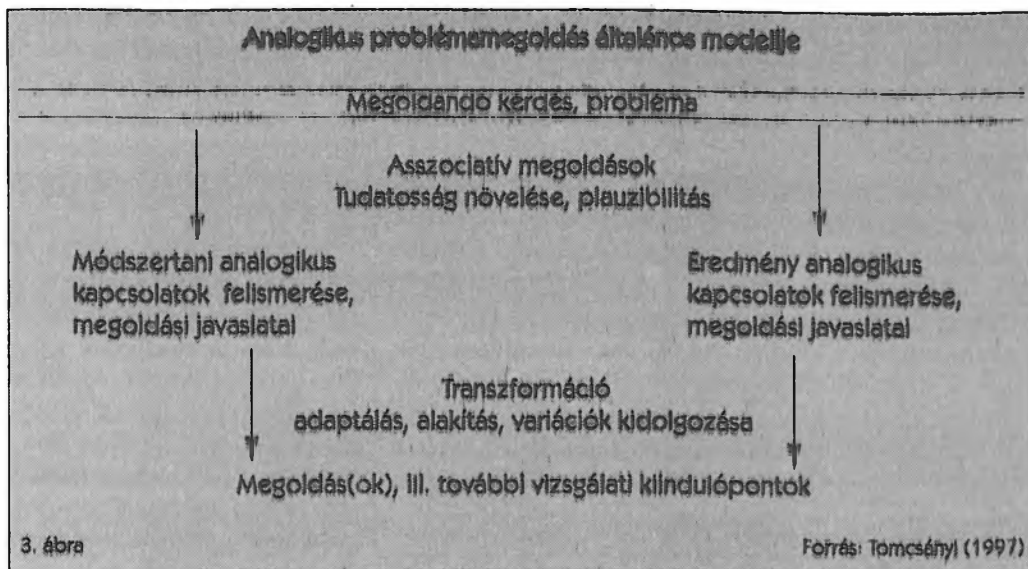 Analogikus problémamegoldás általános modellje
Megoldandó kérdés, probléma
Asszociatív megoldások
Tudatosság növelése, plauzibilitás
Módszertani analogikus
kapcsolatok felismerése,
megoldási javaslatai
Eredmény analogikus
kapcsolatok felismerése,
megoldási javaslatai
Transzformáció
adaptálás, alakítás, variációk kidolgozása
Megoldás(ok), ill. további vizsgálati kiindulópontok
3. ábra
Forrás: Tomcsányi (1997)